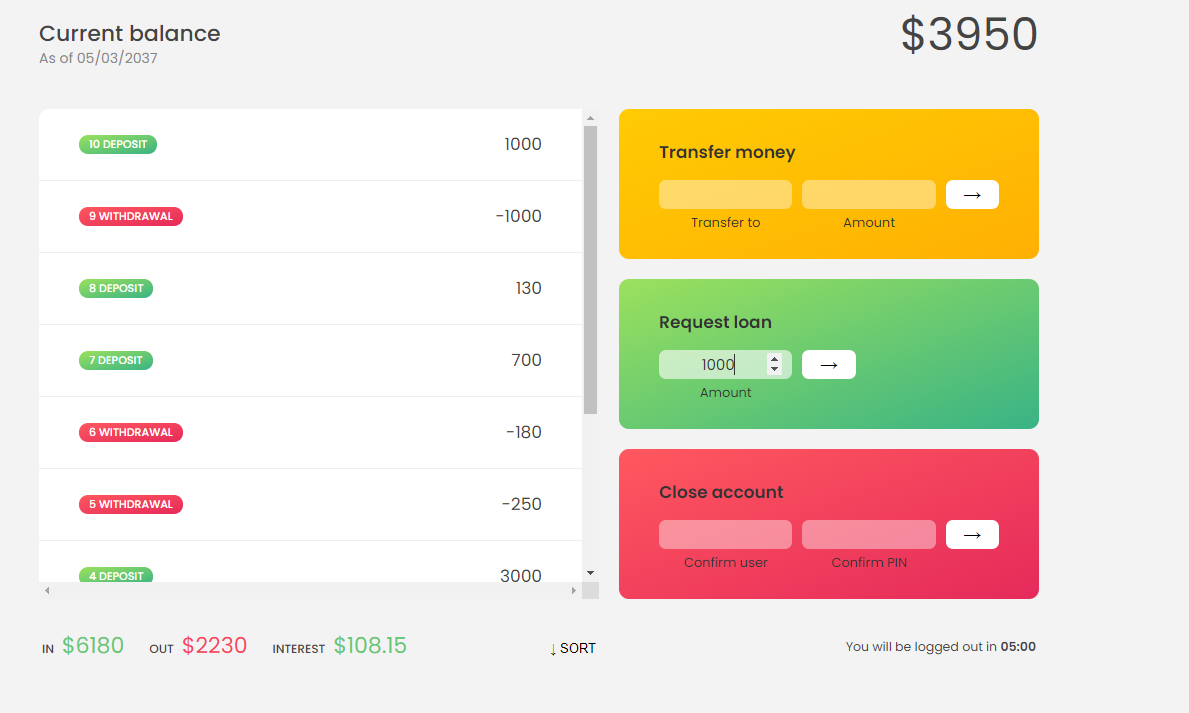 Current balance
As of 05/03/2037
$3950
10 DEPOSIT 1000
9 WITHDRAWAL -1000
8 DEPOSIT 130
7 DEPOSIT 700
6 WITHDRAWAL -180
5 WITHDRAWAL -250
4 DEPOSIT 3000
Transfer money
→
Transfer to Amount
Request loan
1000 →
Amount
Close account
→
Confirm user Confirm PIN
IN $6180 OUT $2230 INTEREST $108.15 ↓ SORT
You will be logged out in 05:00